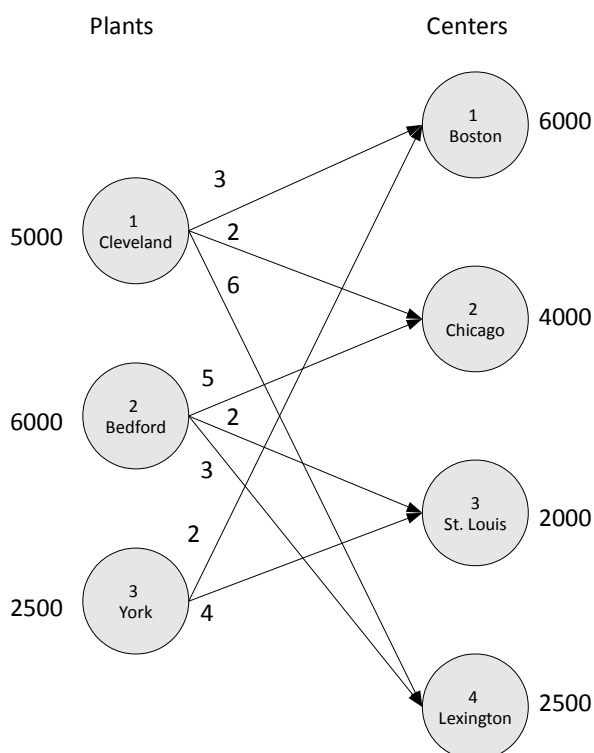 Plants
Centers
1
Boston
6000
3
1
Cleveland
5000
2
6
2
Chicago
4000
5
2
Bedford
6000
2
3
3
St. Louis
2000
2
3
York
2500
4
4
Lexington
2500